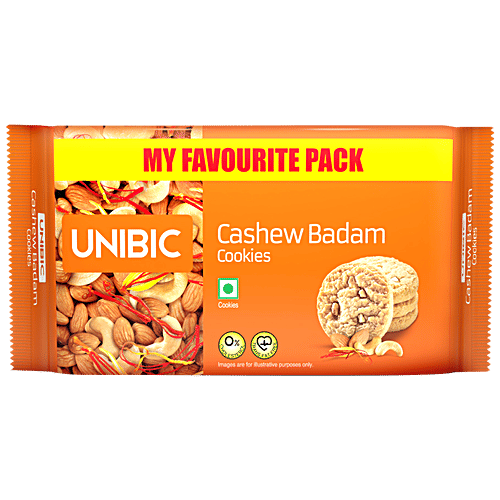 MY FAVOURITE PACK
UNIBIC
Cashew Badam
Cookies
Cookies
0%
Images are for illustrative purposes only.
UNIBIC
Cashew Badam
Cookies
Cashew Badam
Cookies